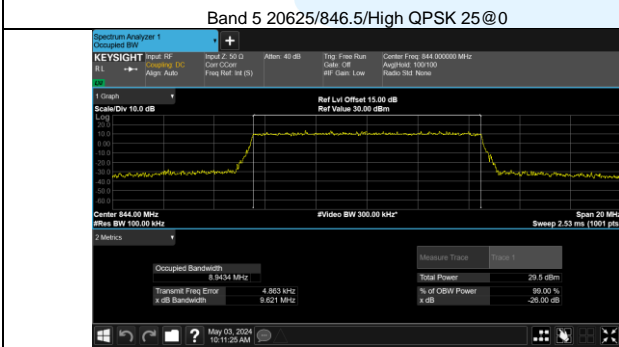 Band 5 20625/846.5/High QPSK 25@0
Spectrum Analyzer 1
Occupied BW
KEYSIGHT
R L
Input: RF
Coupling: DC
Align: Auto
Input Z: 50 Ω
Corr CCorr
Freq Ref: Int (S)
Atten: 40 dB
Trig: Free Run
Gate: Off
#IF Gain: Low
Center Freq: 844.000000 MHz
Avg|Hold: 100/100
Radio Std: None
1 Graph
Scale/Div 10.0 dB
Ref Lvl Offset 15.00 dB
Ref Value 30.00 dBm
Log
20.0
10.0
0.00
-10.0
-20.0
-30.0
-40.0
-50.0
-60.0
Center 844.00 MHz
#Res BW 100.00 kHz
#Video BW 300.00 kHz*
Span 20 MHz
Sweep 2.53 ms (1001 pts
2 Metrics
Occupied Bandwidth
8.9434 MHz
Transmit Freq Error 4.863 kHz
x dB Bandwidth 9.621 MHz
Measure Trace Trace 1
Total Power 29.5 dBm
% of OBW Power 99.00 %
x dB -26.00 dB
May 03, 2024
10:11:25 AM